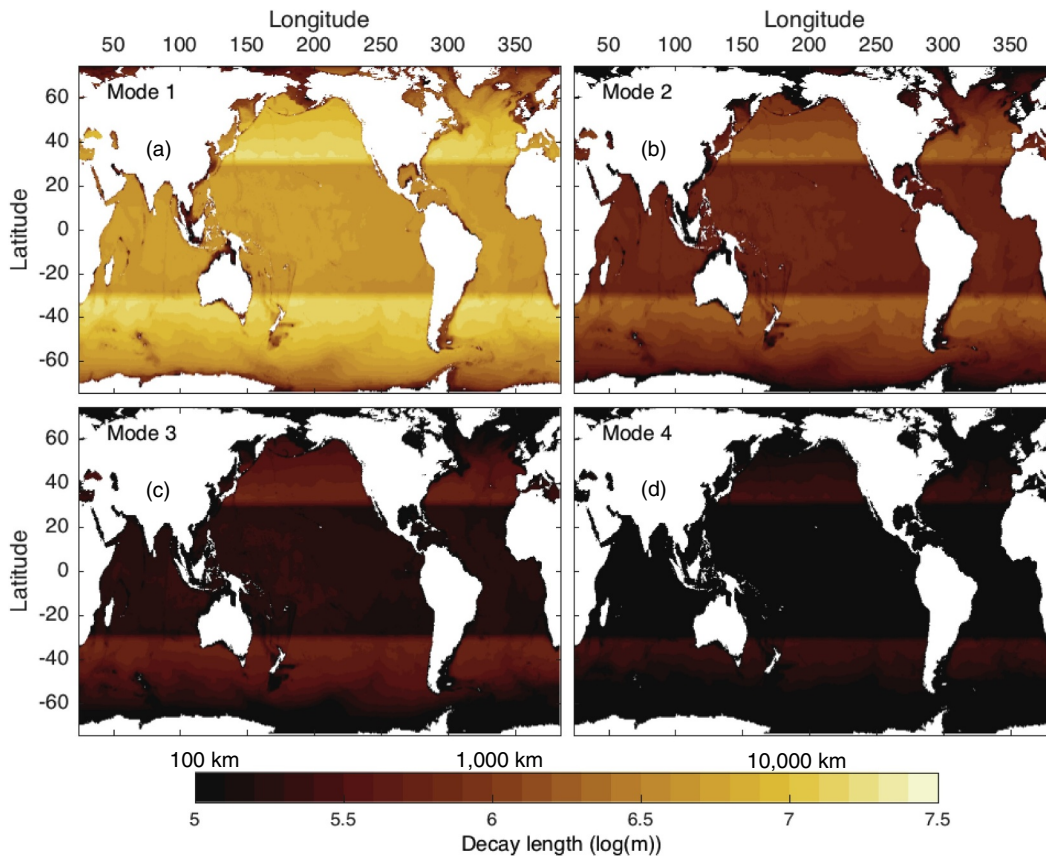 Longitude Longitude
50 100 150 200 250 300 350 50 100 150 200 250 300 350
Latitude
60
40
20
0
-20
-40
-60
Mode 1
(a)
Mode 2
(b)
Latitude
60
40
20
0
-20
-40
-60
Mode 3
(c)
Mode 4
(d)
100 km 1,000 km 10,000 km
5 5.5 6 6.5 7 7.5
Decay length (log(m))